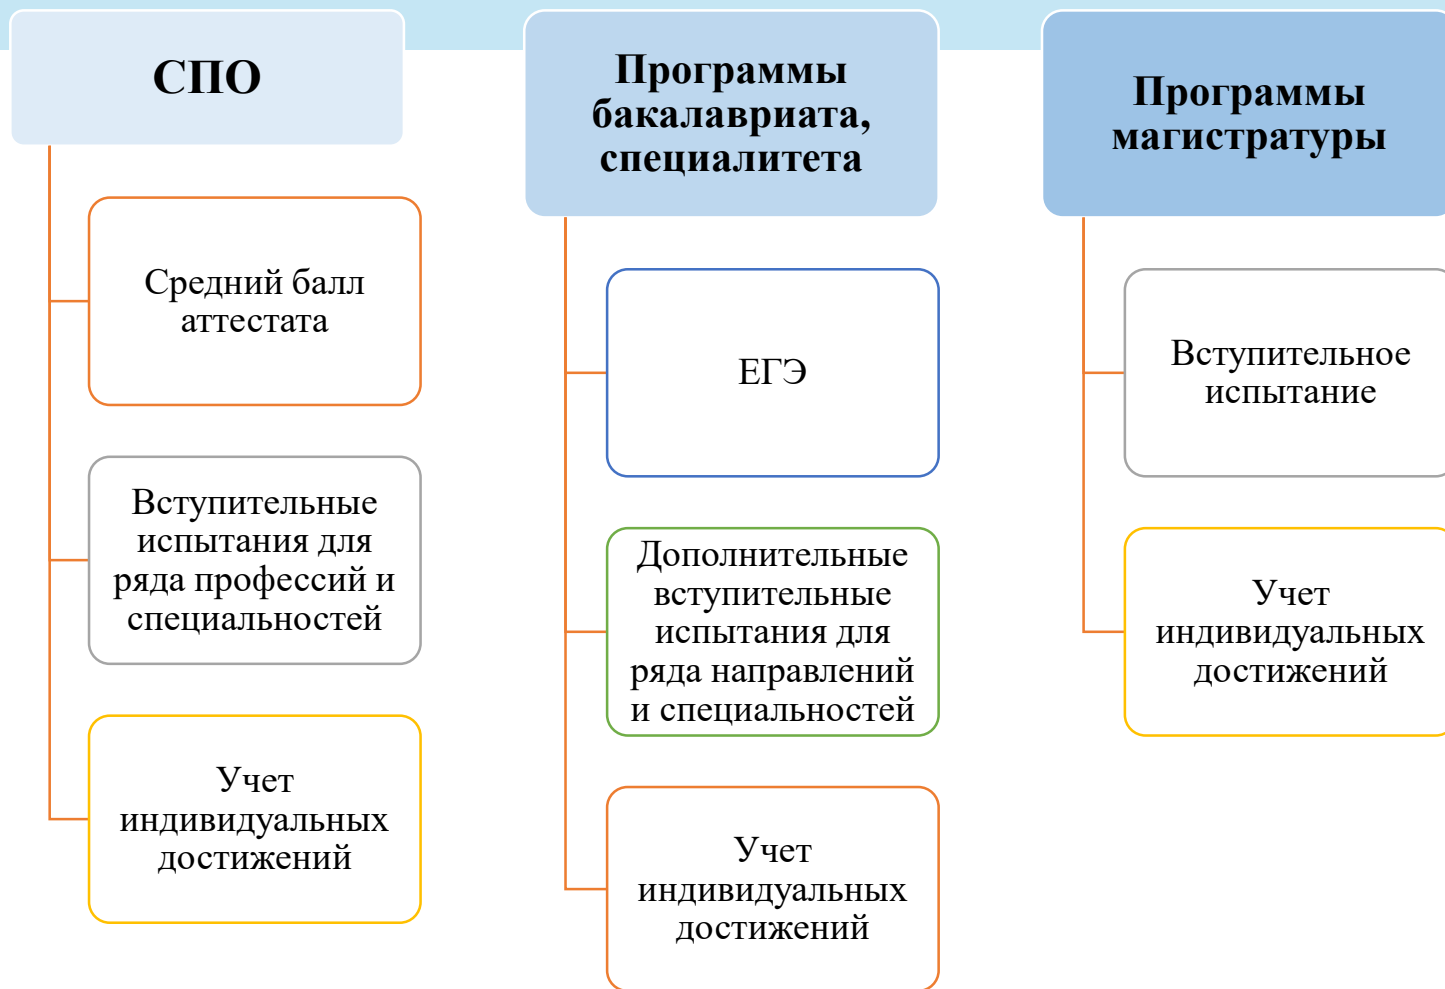 СПО
Средний балл
аттестата
Вступительные
испытания для
ряда профессий и
специальностей
Учет
индивидуальных
достижений
Программы
бакалавриата,
специалитета
ЕГЭ
Дополнительные
вступительные
испытания для
ряда направлений
и специальностей
Учет
индивидуальных
достижений
Программы
магистратуры
Вступительное
испытание
Учет
индивидуальных
достижений